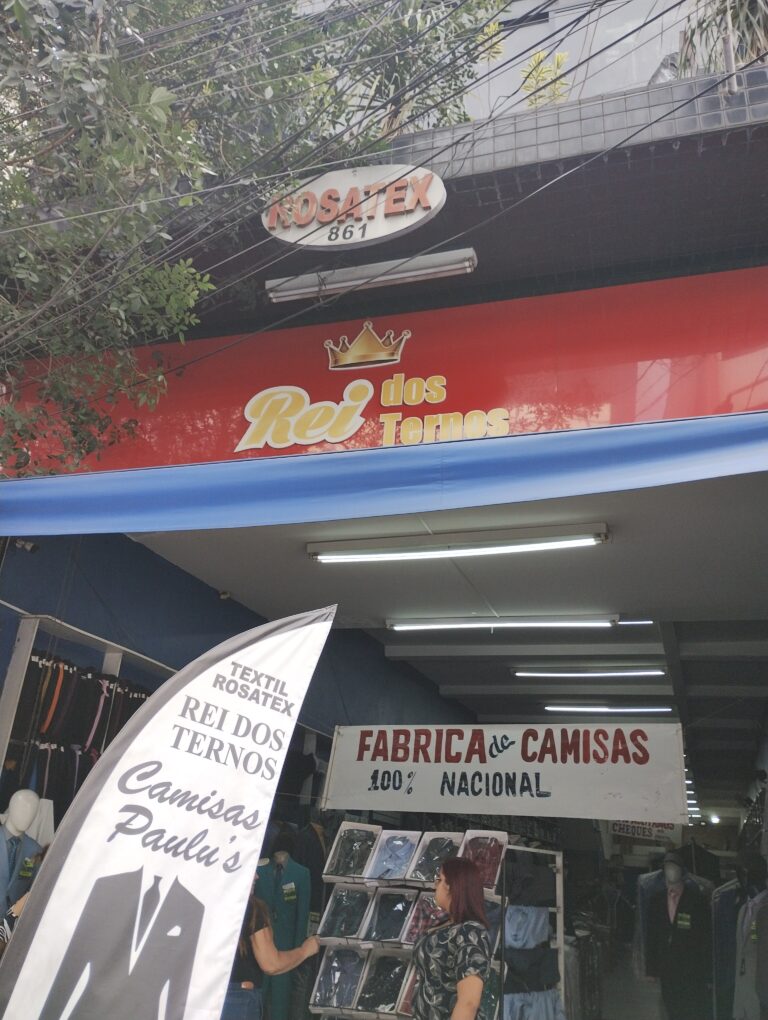 ROSATEX
861
Rei dos
Ternos
TEXTIL
ROSATEX
REI DOS
TERNOS
Camisas
Paulu's
FABRICA de CAMISAS
100% NACIONAL
CHEQUES